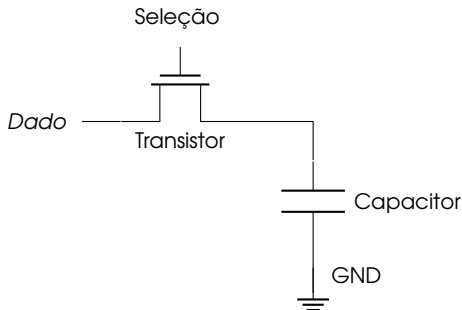 Seleção
Dado
Transistor
Capacitor
GND